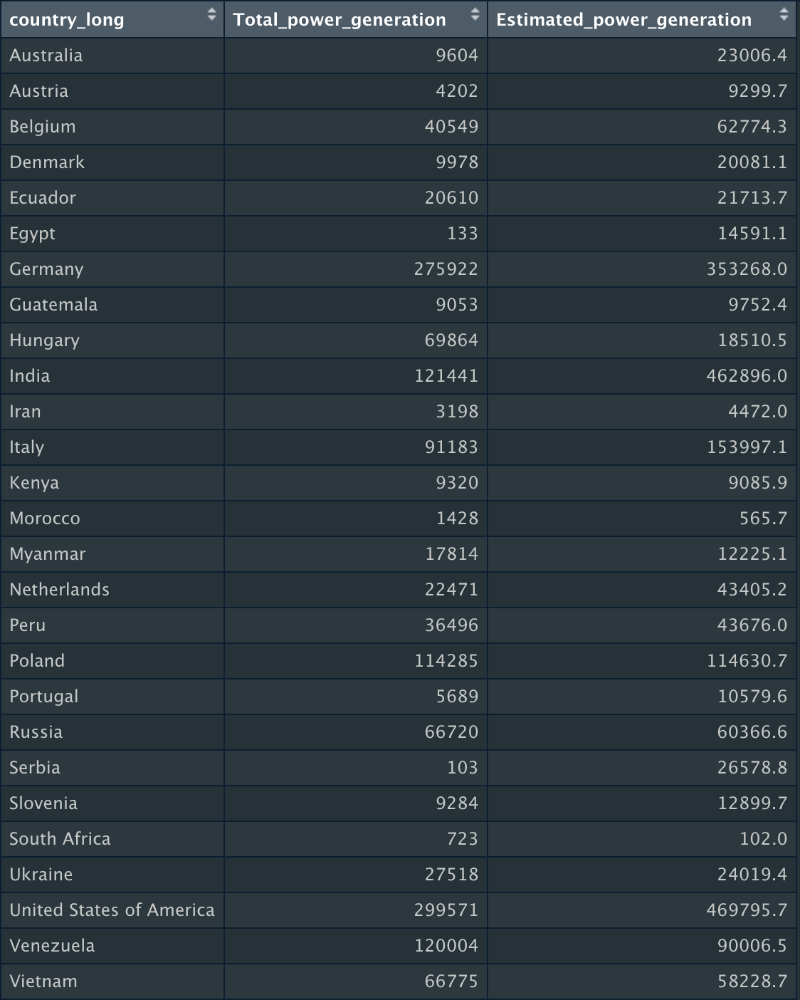 country_long Total_power_generation Estimated_power_generation
Australia 9604 23006.4
Austria 4202 9299.7
Belgium 40549 62774.3
Denmark 9978 20081.1
Ecuador 20610 21713.7
Egypt 133 14591.1
Germany 275922 353268.0
Guatemala 9053 9752.4
Hungary 69864 18510.5
India 121441 462896.0
Iran 3198 4472.0
Italy 91183 153997.1
Kenya 9320 9085.9
Morocco 1428 565.7
Myanmar 17814 12225.1
Netherlands 22471 43405.2
Peru 36496 43676.0
Poland 114285 114630.7
Portugal 5689 10579.6
Russia 66720 60366.6
Serbia 103 26578.8
Slovenia 9284 12899.7
South Africa 723 102.0
Ukraine 27518 24019.4
United States of America 299571 469795.7
Venezuela 120004 90006.5
Vietnam 66775 58228.7